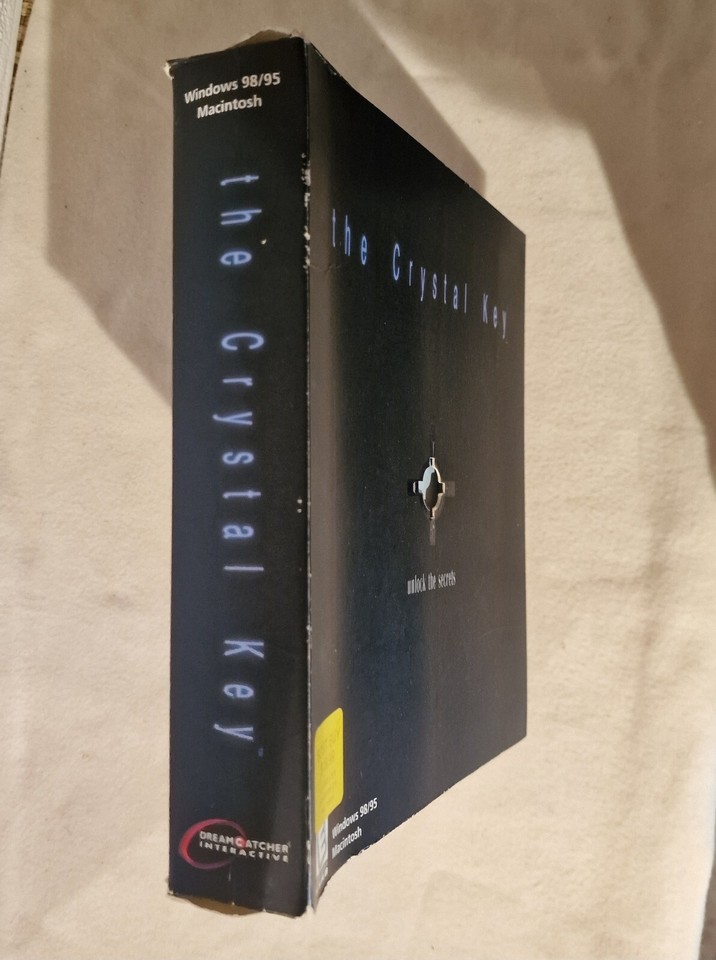 Windows 98/95
Macintosh
the Crystal Key
DREAMCATCHER
INTERACTIVE
the Crystal Key
unlock the secrets
Windows 98/95
Macintosh